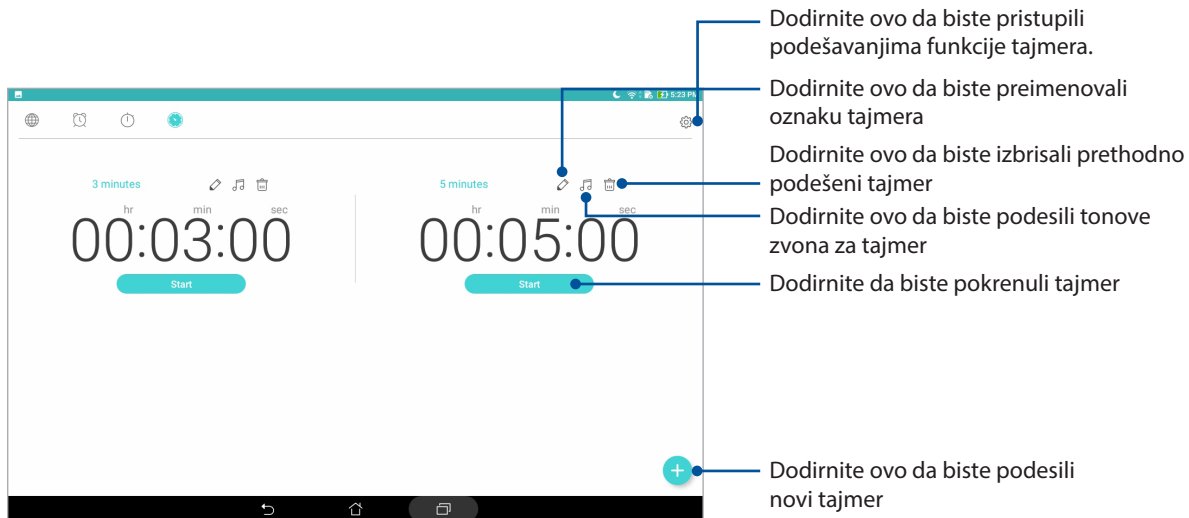 Dodirnite ovo da biste pristupili
podešavanjima funkcije tajmera.
5:23 PM
Dodirnite ovo da biste preimenovali
oznaku tajmera
Dodirnite ovo da biste izbrisali prethodno
podešeni tajmer
3 minutes
5 minutes
hr min sec
hr min sec
00:03:00
00:05:00
Dodirnite ovo da biste podesili tonove
zvona za tajmer
Start
Start
Dodirnite da biste pokrenuli tajmer
Dodirnite ovo da biste podesili
novi tajmer